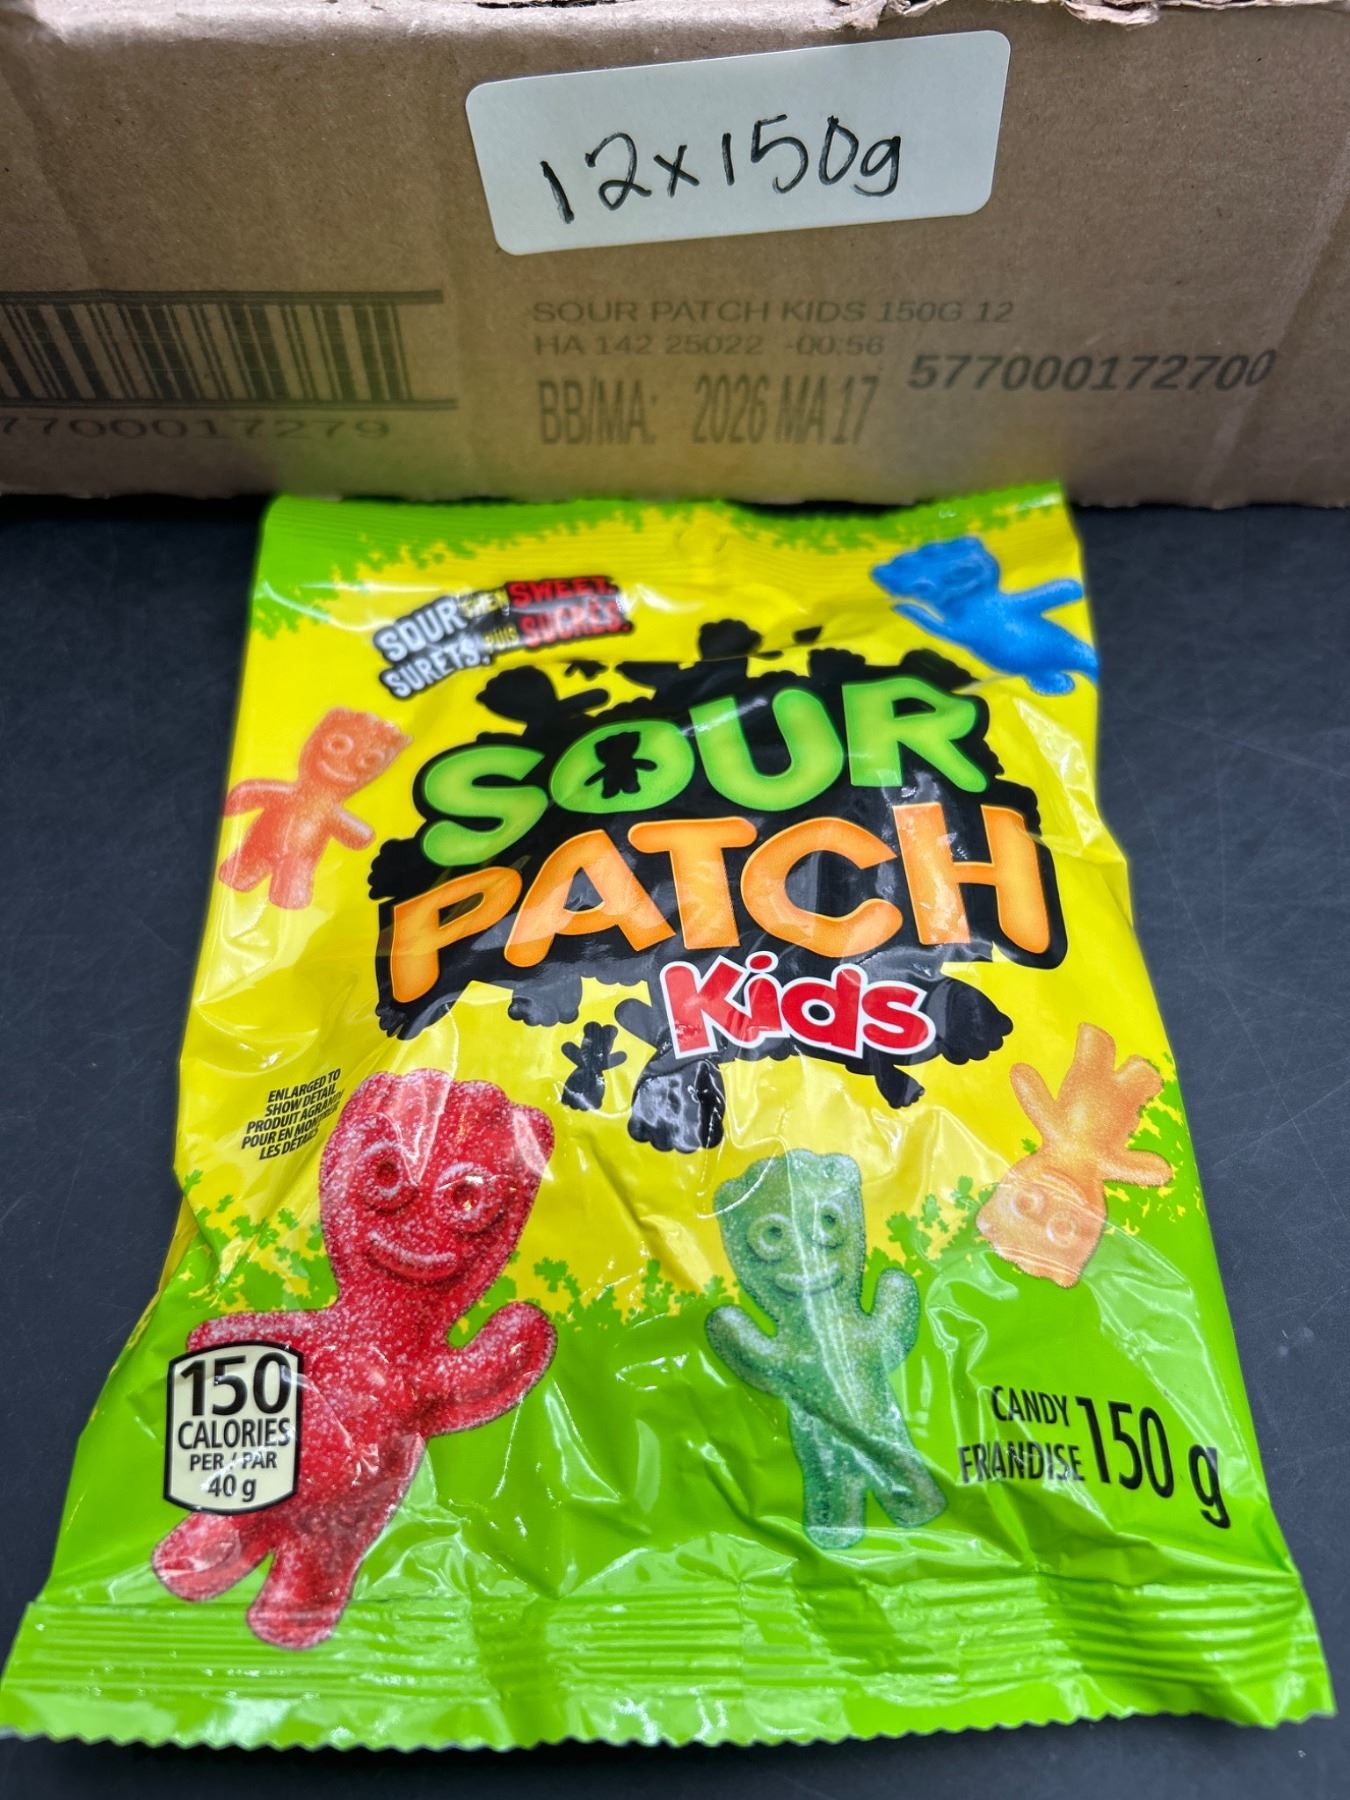 12x150g
SOUR PATCH KIDS 150G 12
HA 142 25022 -00:56
577000172700
BB/MA: 2026 MA 17
7700017279
SOUR THEN SWEET.
SURETS, PUIS SUCRÉS.
SOUR
PATCH
Kids
ENLARGED TO
SHOW DETAIL
PRODUIT AGRANDI
POUR EN MONTRER
LES DÉTAILS
150
CALORIES
PER / PAR
40 g
CANDY
FRIANDISE
150 g